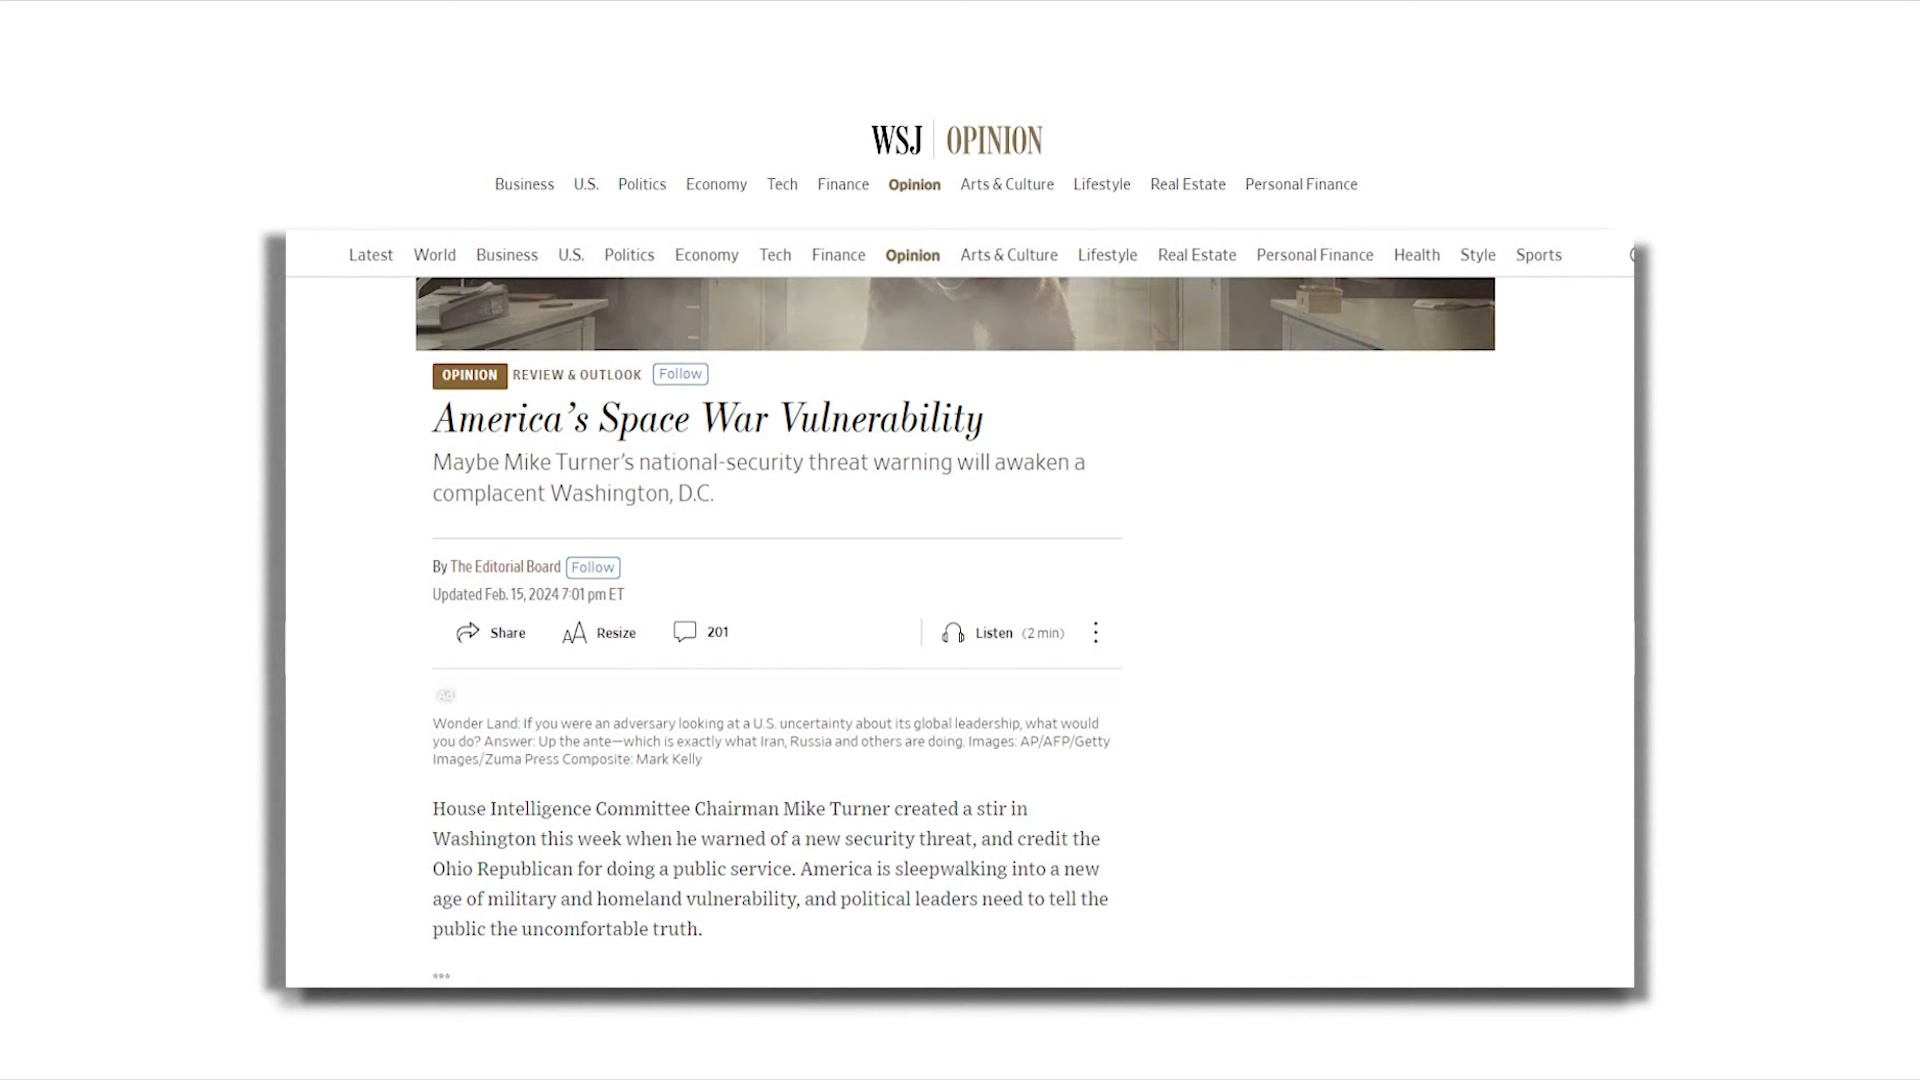 WSJ OPINION
Business U.S. Politics Economy Tech Finance Opinion Arts & Culture Lifestyle Real Estate Personal Finance
Latest World Business U.S. Politics Economy Tech Finance Opinion Arts & Culture Lifestyle Real Estate Personal Finance Health Style Sports
OPINION REVIEW & OUTLOOK Follow
America's Space War Vulnerability
Maybe Mike Turner's national-security threat warning will awaken a
complacent Washington, D.C.
By The Editorial Board Follow
Updated Feb. 15, 2024 7:01 pm ET
Share Resize 201 Listen (2 min)
Ad
Wonder Land: If you were an adversary looking at a U.S. uncertainty about its global leadership, what would
you do? Answer: Up the ante—which is exactly what Iran, Russia and others are doing. Images: AP/AFP/Getty
Images/Zuma Press Composite: Mark Kelly
House Intelligence Committee Chairman Mike Turner created a stir in
Washington this week when he warned of a new security threat, and credit the
Ohio Republican for doing a public service. America is sleepwalking into a new
age of military and homeland vulnerability, and political leaders need to tell the
public the uncomfortable truth.
***